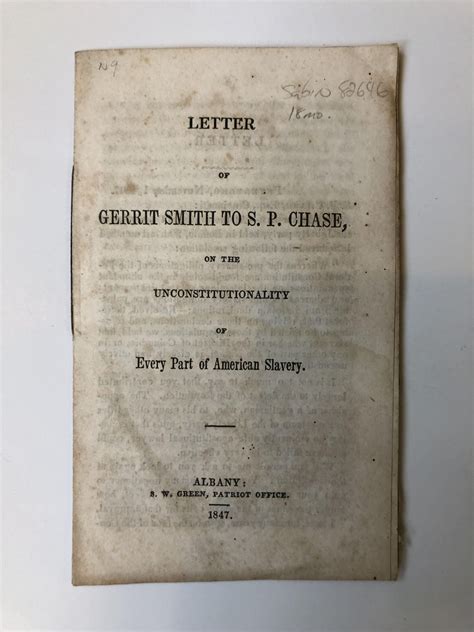 N9
Sabin 82646
18mo.
LETTER
OF
GERRIT SMITH TO S. P. CHASE,
ON THE
UNCONSTITUTIONALITY
OF
Every Part of American Slavery.
ALBANY:
S. W. GREEN, PATRIOT OFFICE.
1847.